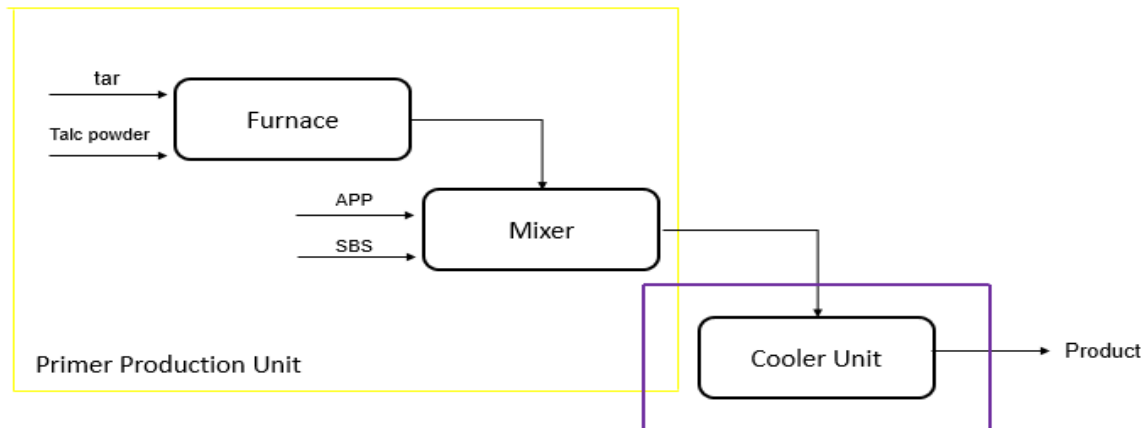 tar
Furnace
Talc powder
APP
Mixer
SBS
Primer Production Unit
Cooler Unit
Product